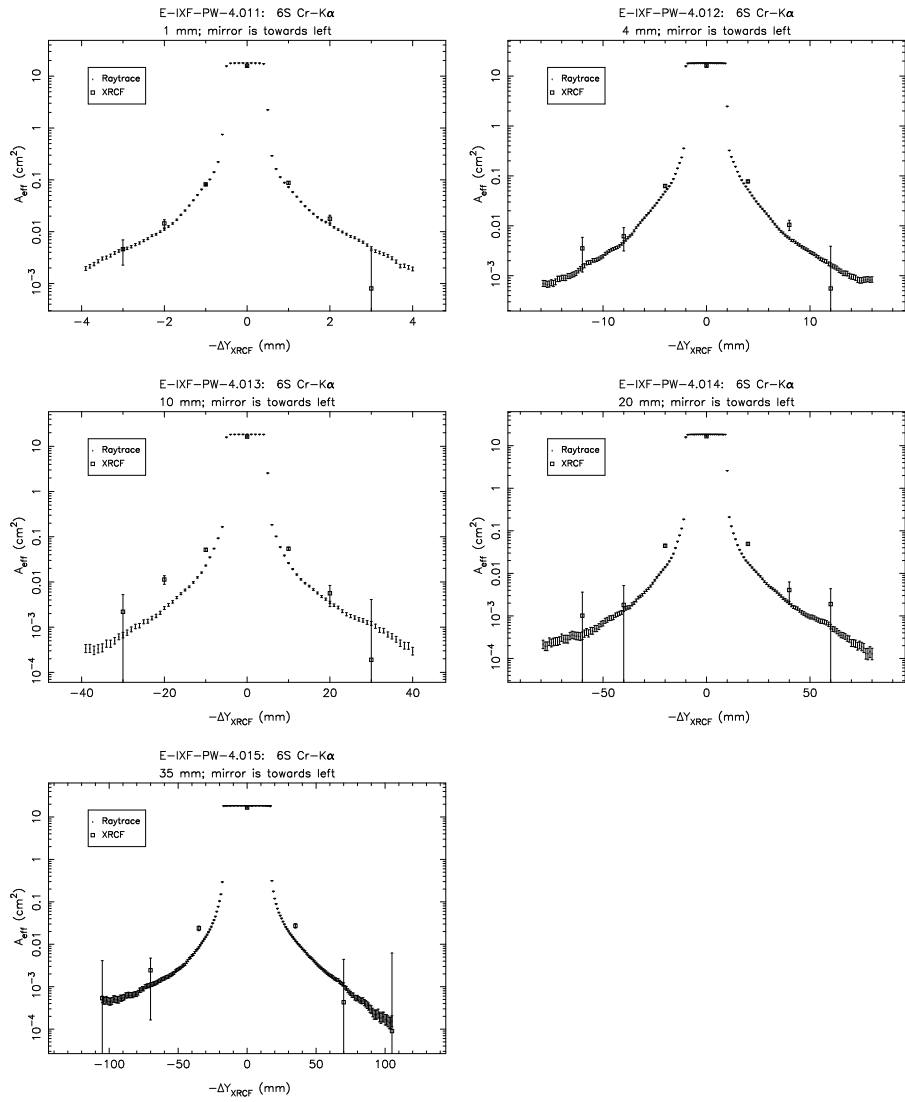 E-IXF-PW-4.011: 6S Cr-Kα
1 mm; mirror is towards left
Raytrace
XRCF
A_eff (cm²)
10
1
0.1
0.01
10⁻³
−4
−2
0
2
4
−ΔY_XRCF (mm)
E-IXF-PW-4.012: 6S Cr-Kα
4 mm; mirror is towards left
Raytrace
XRCF
A_eff (cm²)
10
1
0.1
0.01
10⁻³
−10
0
10
−ΔY_XRCF (mm)
E-IXF-PW-4.013: 6S Cr-Kα
10 mm; mirror is towards left
Raytrace
XRCF
A_eff (cm²)
10
1
0.1
0.01
10⁻³
10⁻⁴
−40
−20
0
20
40
−ΔY_XRCF (mm)
E-IXF-PW-4.014: 6S Cr-Kα
20 mm; mirror is towards left
Raytrace
XRCF
A_eff (cm²)
10
1
0.1
0.01
10⁻³
10⁻⁴
−50
0
50
−ΔY_XRCF (mm)
E-IXF-PW-4.015: 6S Cr-Kα
35 mm; mirror is towards left
Raytrace
XRCF
A_eff (cm²)
10
1
0.1
0.01
10⁻³
10⁻⁴
−100
−50
0
50
100
−ΔY_XRCF (mm)